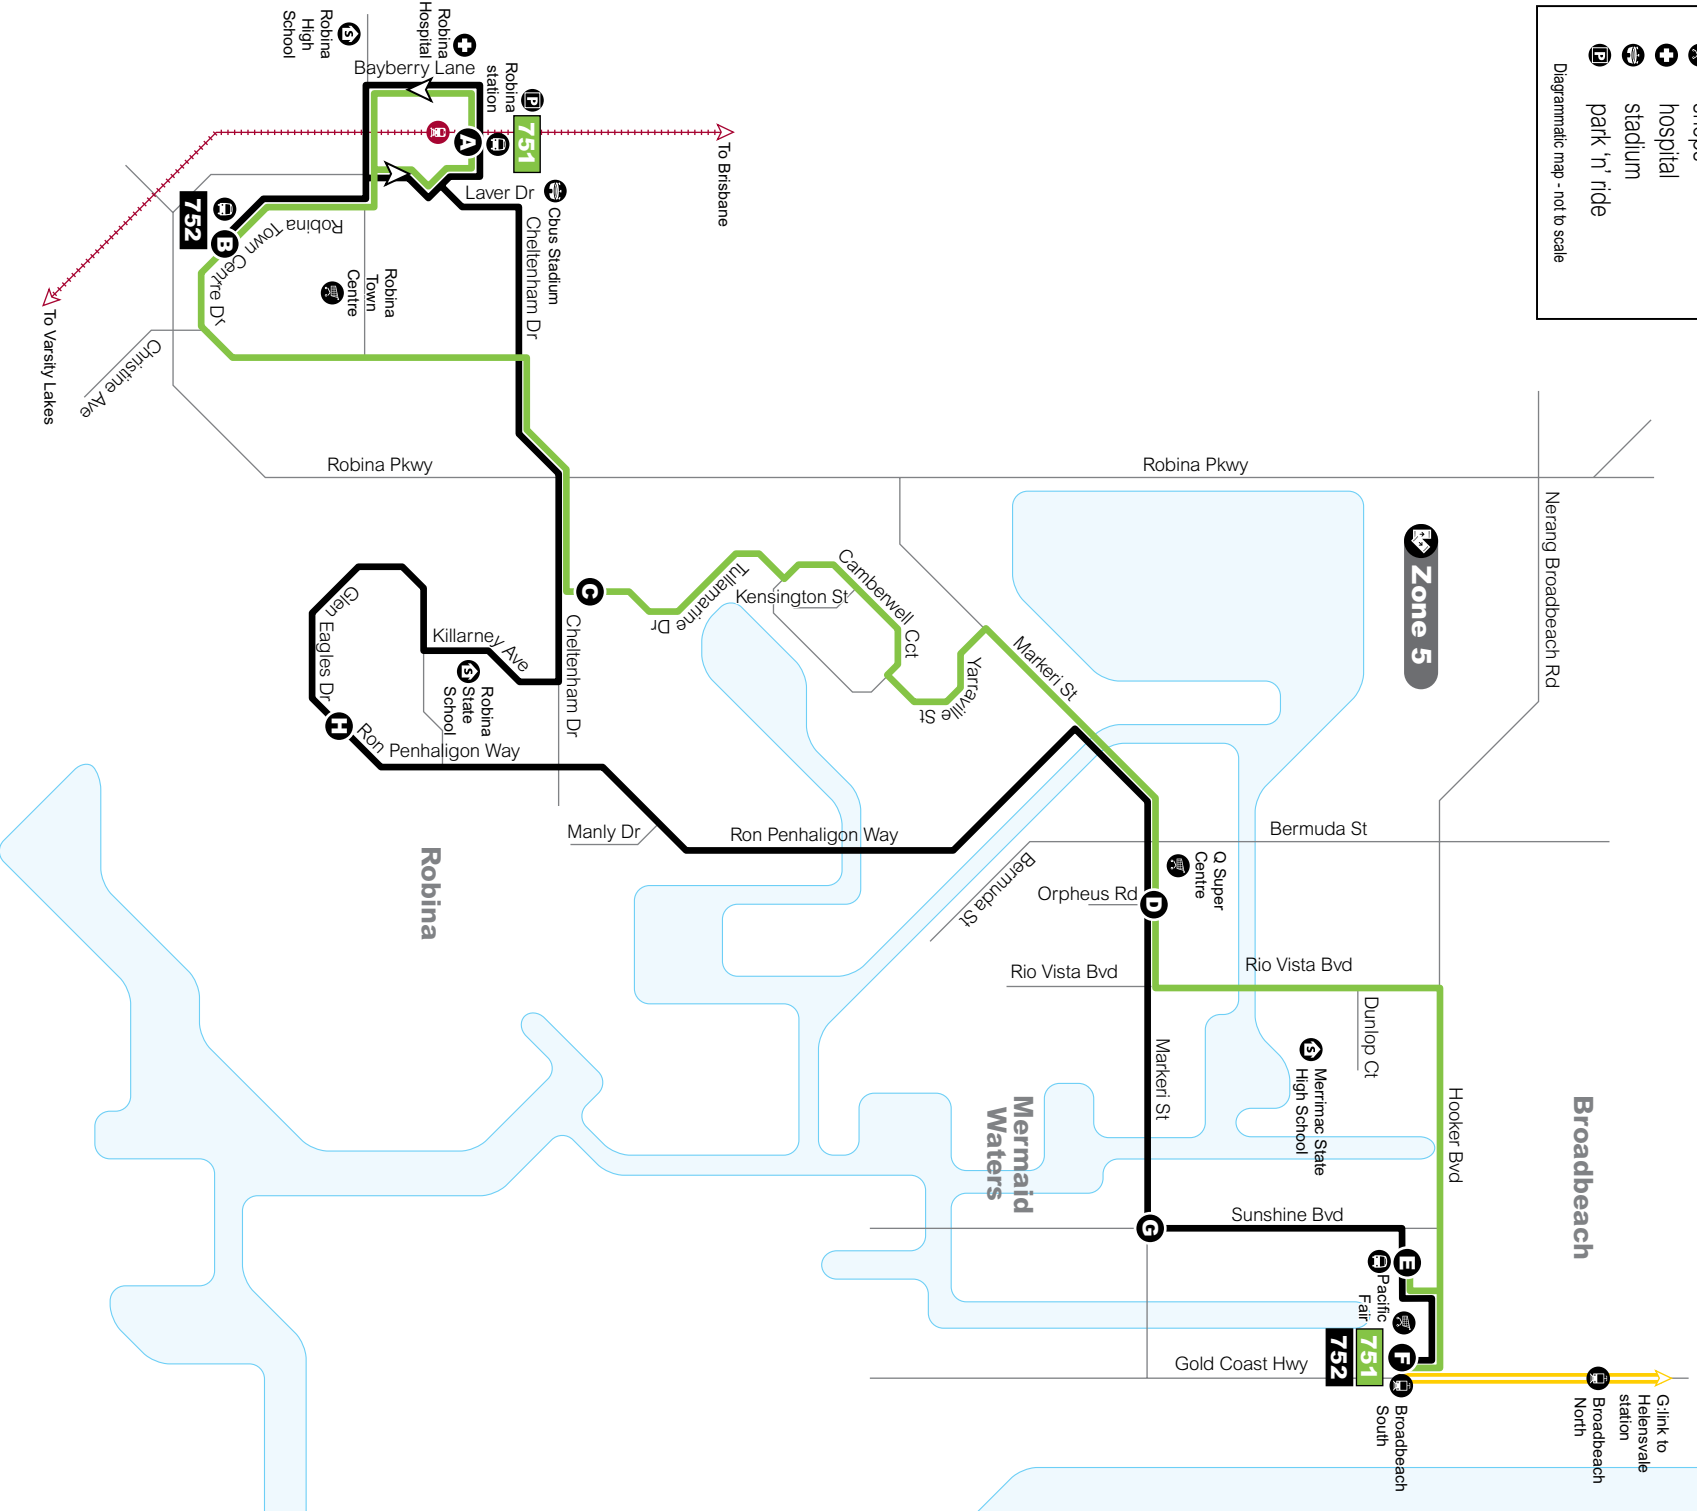 hospital
stadium
park 'n' ride
Diagrammatic map - not to scale
Robina
High
School
Robina
Hospital
Bayberry Lane
Robina
station
P
751
A
To Brisbane
Laver Dr
Cbus Stadium
Cheltenham Dr
752
B
Robina Town Centre Dr
Robina
Town
Centre
To Varsity Lakes
Christine Ave
Robina Pkwy
Robina Pkwy
Nerang Broadbeach Rd
Zone 5
C
Tullamarine Dr
Kensington St
Camberwell Cct
Yarraville St
Markeri St
Glen Eagles Dr
Killarney Ave
Cheltenham Dr
Robina
State
School
H
Ron Penhaligon Way
Manly Dr
Ron Penhaligon Way
Bermuda St
Bermuda St
Q Super
Centre
Orpheus Rd
D
Robina
Rio Vista Bvd
Rio Vista Bvd
Dunlop Ct
Merrimac State
High School
Markeri St
Hooker Bvd
Mermaid
Waters
Broadbeach
G
Sunshine Bvd
E
Pacific
Fair
F
751
752
Gold Coast Hwy
Broadbeach
South
Broadbeach
North
G:link to
Helensvale
station